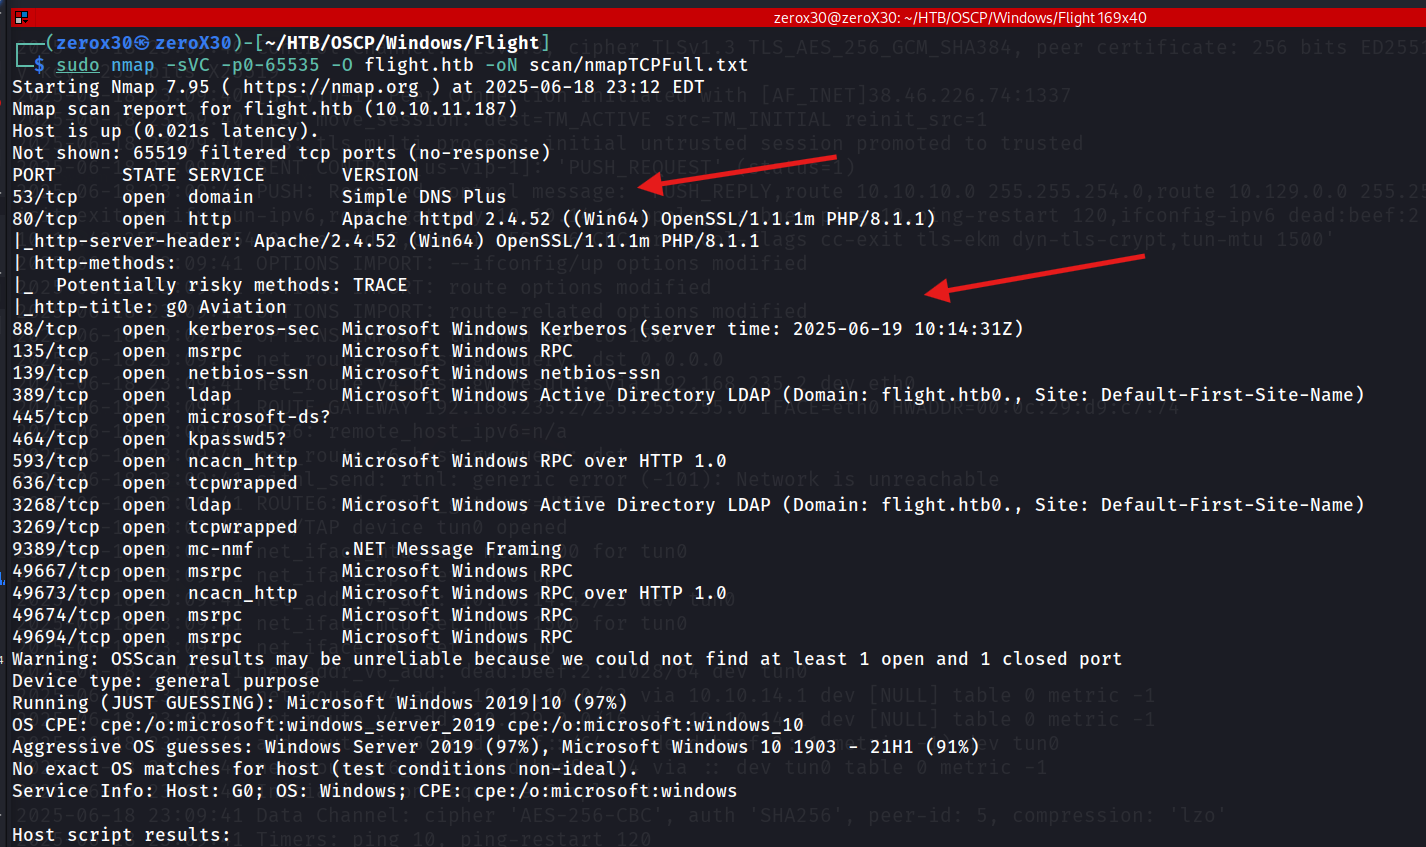 zerox30@zeroX30: ~/HTB/OSCP/Windows/Flight 169x40
(zerox30㉿zeroX30)-[~/HTB/OSCP/Windows/Flight]
$ sudo nmap -sVC -p0-65535 -O flight.htb -oN scan/nmapTCPFull.txt
Starting Nmap 7.95 ( https://nmap.org ) at 2025-06-18 23:12 EDT
Nmap scan report for flight.htb (10.10.11.187)
Host is up (0.021s latency).
Not shown: 65519 filtered tcp ports (no-response)
PORT STATE SERVICE VERSION
53/tcp open domain Simple DNS Plus
80/tcp open http Apache httpd 2.4.52 ((Win64) OpenSSL/1.1.1m PHP/8.1.1)
|_http-server-header: Apache/2.4.52 (Win64) OpenSSL/1.1.1m PHP/8.1.1
| http-methods:
|_ Potentially risky methods: TRACE
|_http-title: g0 Aviation
88/tcp open kerberos-sec Microsoft Windows Kerberos (server time: 2025-06-19 10:14:31Z)
135/tcp open msrpc Microsoft Windows RPC
139/tcp open netbios-ssn Microsoft Windows netbios-ssn
389/tcp open ldap Microsoft Windows Active Directory LDAP (Domain: flight.htb0., Site: Default-First-Site-Name)
445/tcp open microsoft-ds?
464/tcp open kpasswd5?
593/tcp open ncacn_http Microsoft Windows RPC over HTTP 1.0
636/tcp open tcpwrapped
3268/tcp open ldap Microsoft Windows Active Directory LDAP (Domain: flight.htb0., Site: Default-First-Site-Name)
3269/tcp open tcpwrapped
9389/tcp open mc-nmf .NET Message Framing
49667/tcp open msrpc Microsoft Windows RPC
49673/tcp open ncacn_http Microsoft Windows RPC over HTTP 1.0
49674/tcp open msrpc Microsoft Windows RPC
49694/tcp open msrpc Microsoft Windows RPC
Warning: OSScan results may be unreliable because we could not find at least 1 open and 1 closed port
Device type: general purpose
Running (JUST GUESSING): Microsoft Windows 2019|10 (97%)
OS CPE: cpe:/o:microsoft:windows_server_2019 cpe:/o:microsoft:windows_10
Aggressive OS guesses: Windows Server 2019 (97%), Microsoft Windows 10 1903 - 21H1 (91%)
No exact OS matches for host (test conditions non-ideal).
Service Info: Host: G0; OS: Windows; CPE: cpe:/o:microsoft:windows
Host script results: